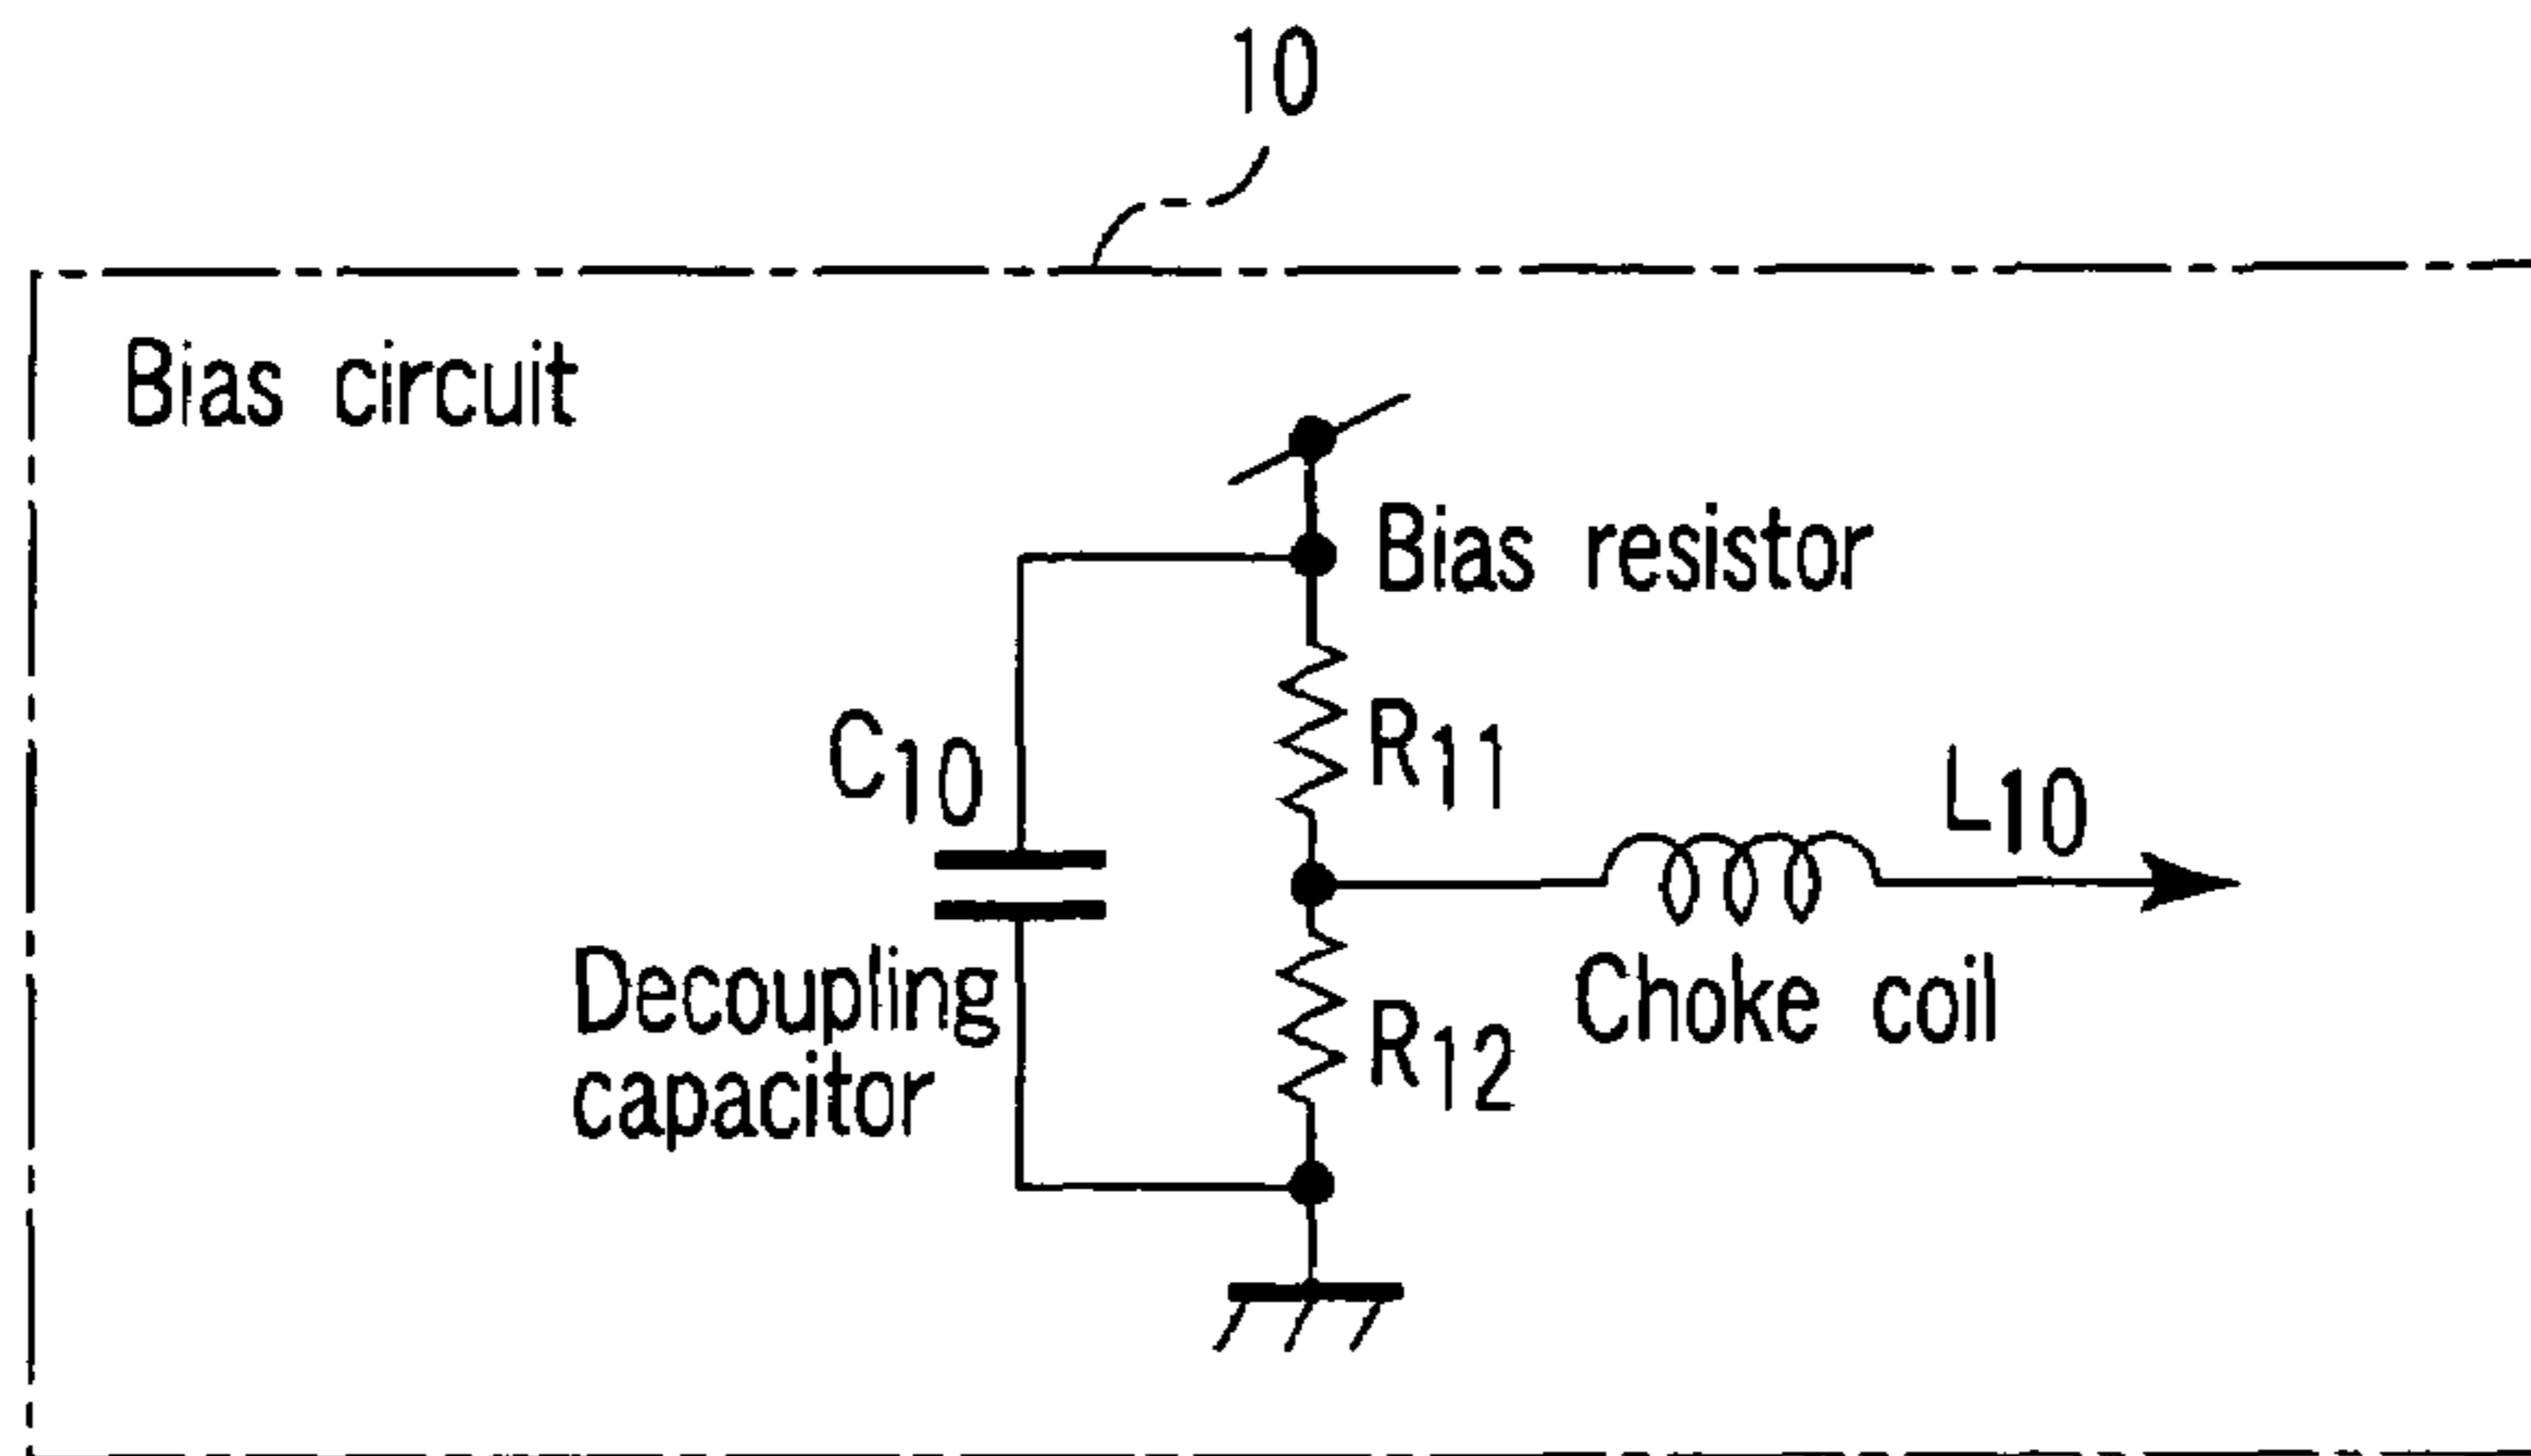 10
Bias circuit
Bias resistor
C10
R11
L10
Decoupling
capacitor
Choke coil
R12